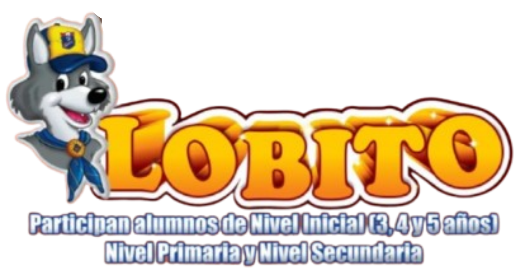 LOBITO
Participan alumnos de Nivel Inicial (3, 4 y 5 años)
Nivel Primaria y Nivel Secundaria